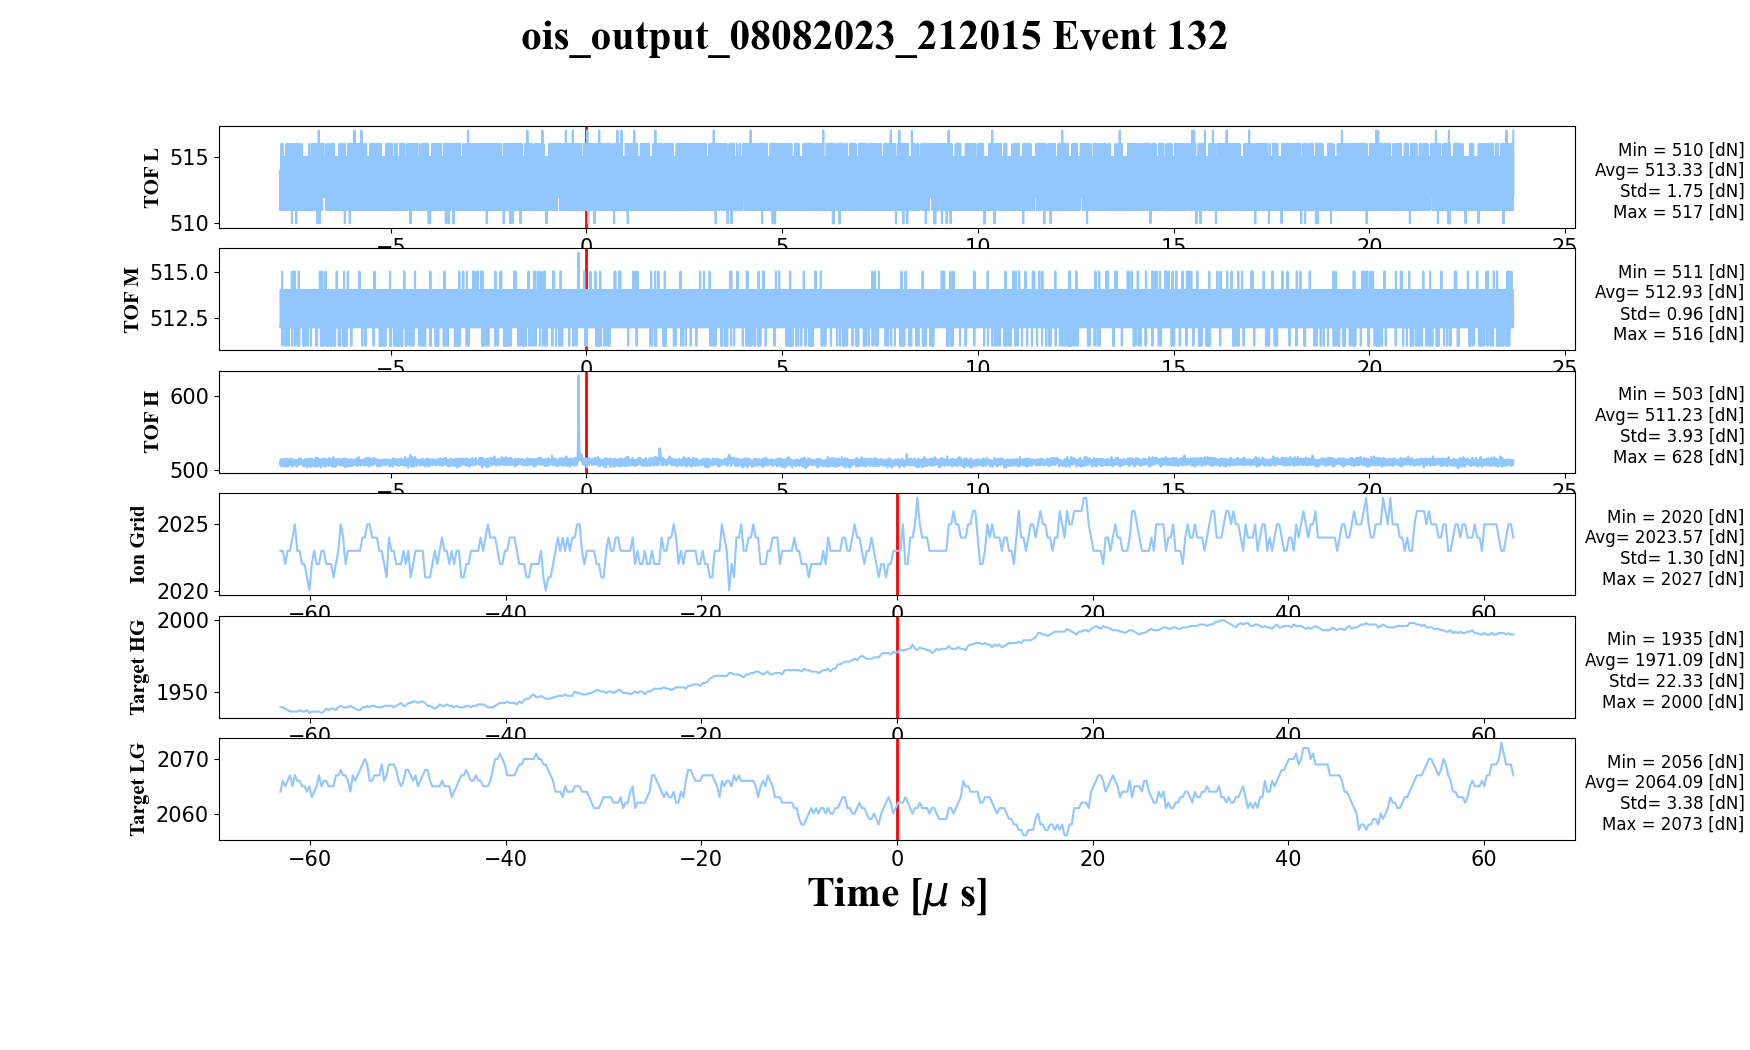 ois_output_08082023_212015 Event 132
TOF L
515
510
−5 0 5 10 15 20 25
Min = 510 [dN]
Avg= 513.33 [dN]
Std= 1.75 [dN]
Max = 517 [dN]
TOF M
515.0
512.5
−5 0 5 10 15 20 25
Min = 511 [dN]
Avg= 512.93 [dN]
Std= 0.96 [dN]
Max = 516 [dN]
TOF H
600
500
−5 0 5 10 15 20 25
Min = 503 [dN]
Avg= 511.23 [dN]
Std= 3.93 [dN]
Max = 628 [dN]
Ion Grid
2025
2020
−60 −40 −20 0 20 40 60
Min = 2020 [dN]
Avg= 2023.57 [dN]
Std= 1.30 [dN]
Max = 2027 [dN]
Target HG
2000
1950
−60 −40 −20 0 20 40 60
Min = 1935 [dN]
Avg= 1971.09 [dN]
Std= 22.33 [dN]
Max = 2000 [dN]
Target LG
2070
2060
−60 −40 −20 0 20 40 60
Min = 2056 [dN]
Avg= 2064.09 [dN]
Std= 3.38 [dN]
Max = 2073 [dN]
Time [μ s]